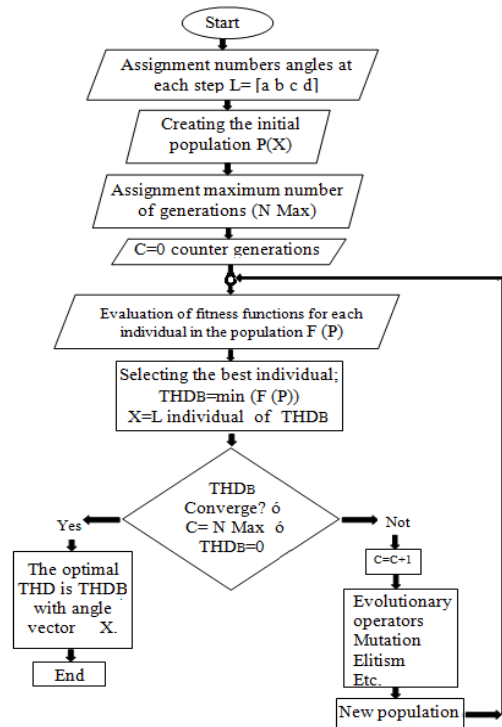 Start
Assignment numbers angles at
each step L= [a b c d]
Creating the initial
population P(X)
Assignment maximum number
of generations (N Max)
C=0 counter generations
Evaluation of fitness functions for each
individual in the population F (P)
Selecting the best individual;
THDB=min (F (P))
X=L individual of THDB
THDB
Converge? ó
C= N Max ó
THDB=0
Yes
Not
The optimal
THD is THDB
with angle
vector X.
End
C=C+1
Evolutionary
operators
Mutation
Elitism
Etc.
New population